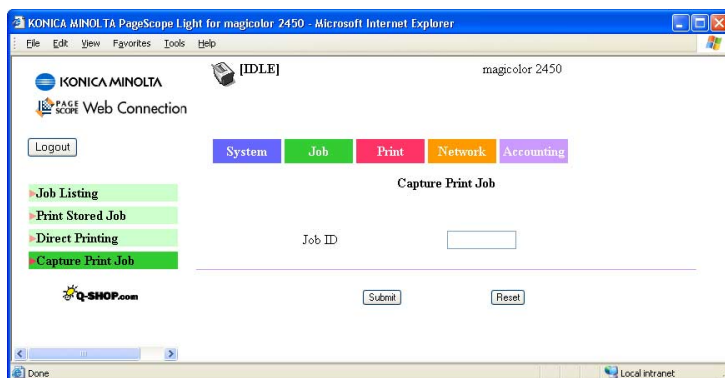 KONICA MINOLTA PageScope Light for magicolor 2450 - Microsoft Internet Explorer
File Edit View Favorites Tools Help
KONICA MINOLTA
PAGE SCOPE Web Connection
[IDLE]
magicolor 2450
Logout
System Job Print Network Accounting
Job Listing
Print Stored Job
Direct Printing
Capture Print Job
Q-SHOP.com
Capture Print Job
Job ID
Submit Reset
Done Local intranet